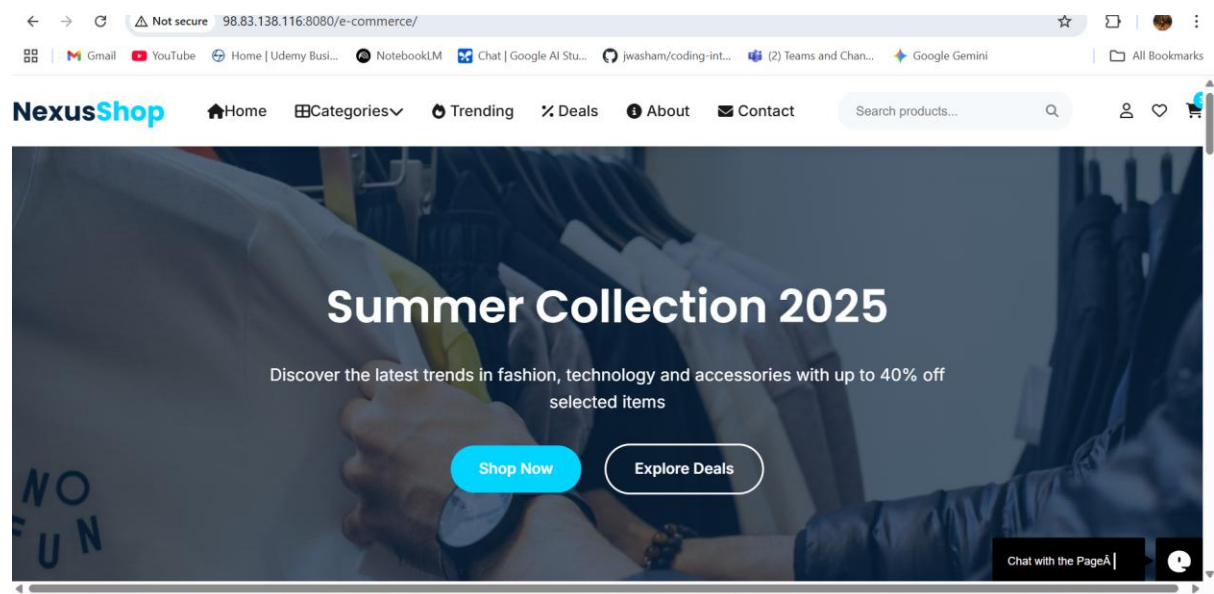 Not secure 98.83.138.116:8080/e-commerce/
Gmail YouTube Home | Udemy Busi... NotebookLM Chat | Google AI Stu... jwasham/coding-int... (2) Teams and Chan... Google Gemini All Bookmarks
NexusShop Home Categories Trending % Deals About Contact Search products...
Summer Collection 2025
Discover the latest trends in fashion, technology and accessories with up to 40% off
selected items
Shop Now Explore Deals
NO
FUN
Chat with the PageÂ